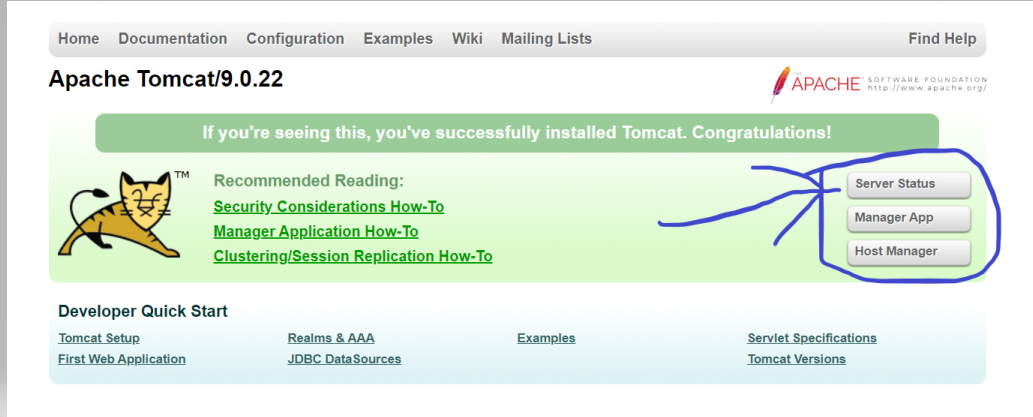 Home Documentation Configuration Examples Wiki Mailing Lists Find Help
Apache Tomcat/9.0.22
THE
APACHE SOFTWARE FOUNDATION
http://www.apache.org/
If you're seeing this, you've successfully installed Tomcat. Congratulations!
TM
Recommended Reading:
Security Considerations How-To
Manager Application How-To
Clustering/Session Replication How-To
Server Status
Manager App
Host Manager
Developer Quick Start
Tomcat Setup
First Web Application
Realms & AAA
JDBC DataSources
Examples
Servlet Specifications
Tomcat Versions